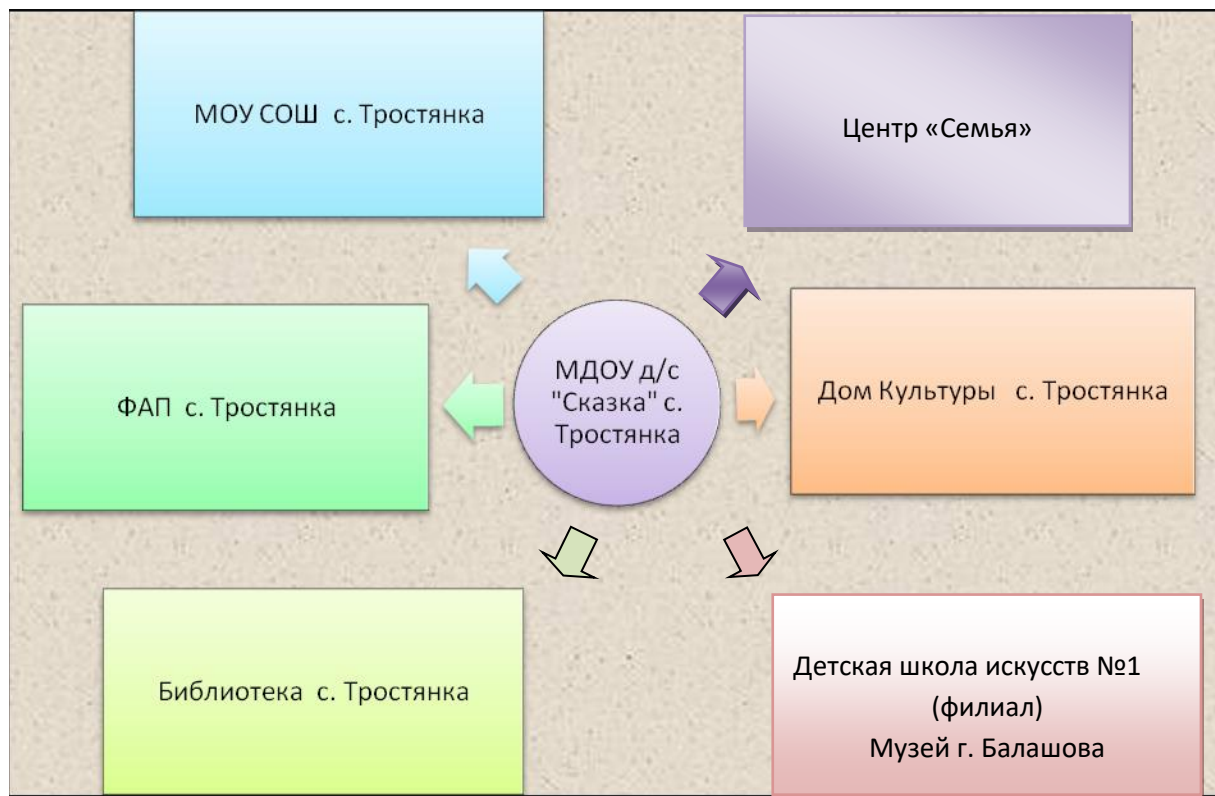 МОУ СОШ с. Тростянка
Центр «Семья»
ФАП с. Тростянка
МДОУ д/с
"Сказка" с.
Тростянка
Дом Культуры с. Тростянка
Библиотека с. Тростянка
Детская школа искусств №1
(филиал)
Музей г. Балашова